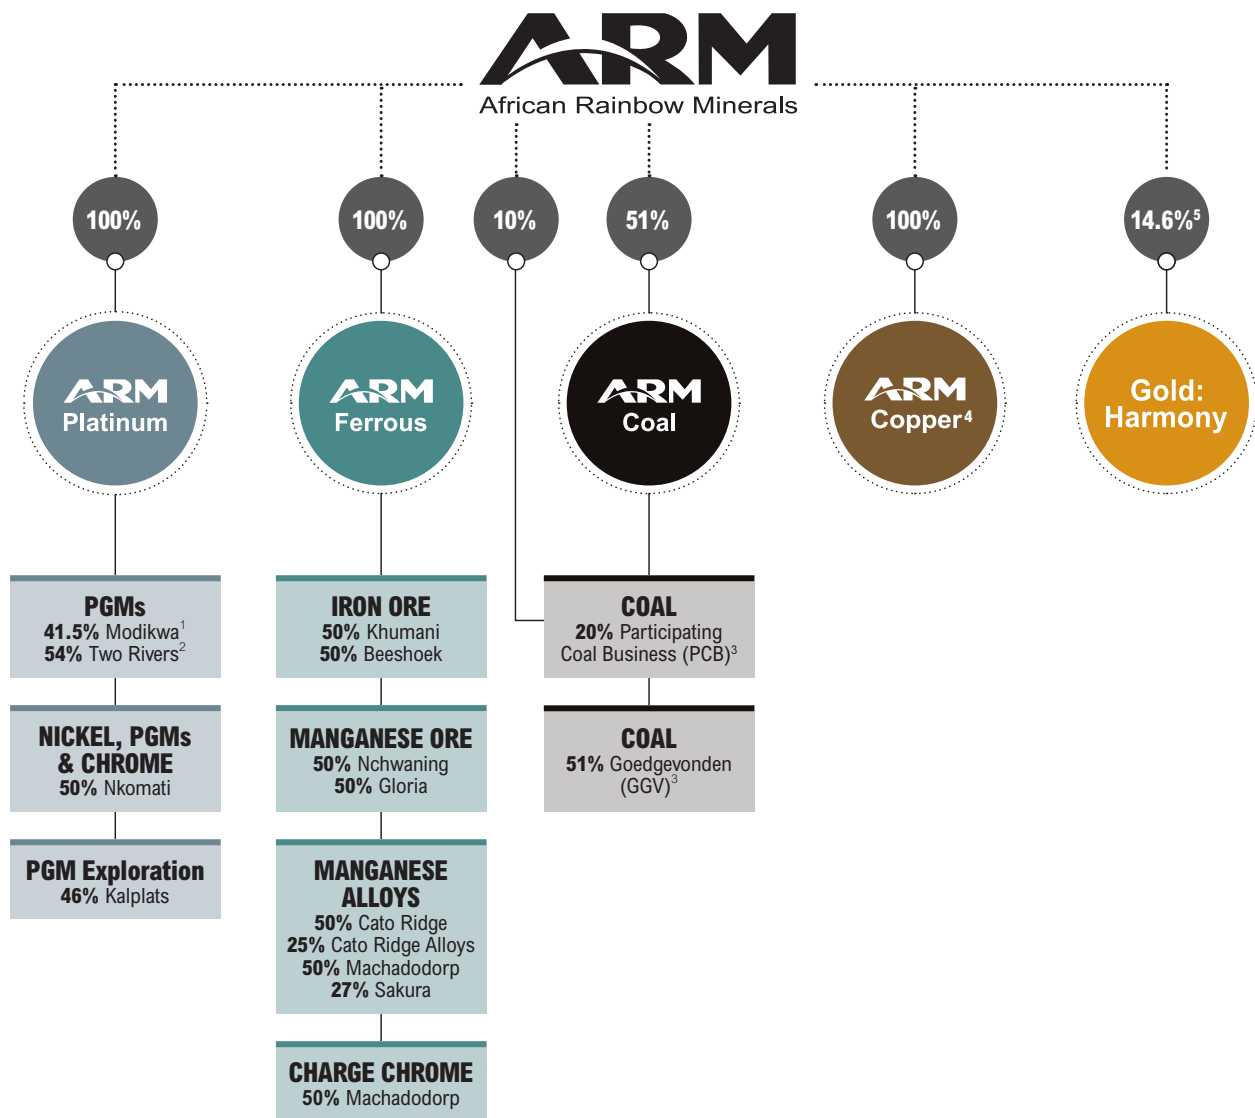 ARM
African Rainbow Minerals
100%
100%
10%
51%
100%
14.6%⁵
ARM
Platinum
ARM
Ferrous
ARM
Coal
ARM
Copper⁴
Gold:
Harmony
PGMs
41.5% Modikwa¹
54% Two Rivers²
NICKEL, PGMs
& CHROME
50% Nkomati
PGM Exploration
46% Kalplats
IRON ORE
50% Khumani
50% Beeshoek
MANGANESE ORE
50% Nchwaning
50% Gloria
MANGANESE
ALLOYS
50% Cato Ridge
25% Cato Ridge Alloys
50% Machadodorp
27% Sakura
CHARGE CHROME
50% Machadodorp
COAL
20% Participating
Coal Business (PCB)³
COAL
51% Goedgevonden
(GGV)³